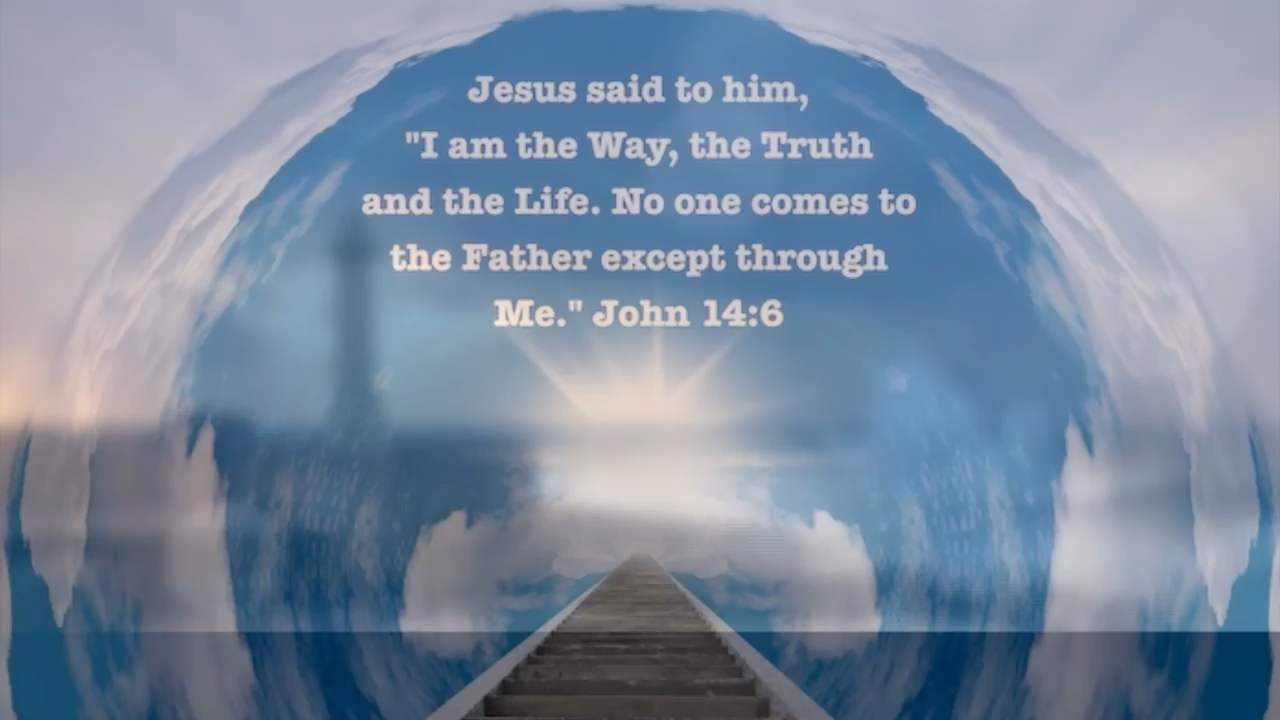 Jesus said to him,
"I am the Way, the Truth
and the Life. No one comes to
the Father except through
Me." John 14:6